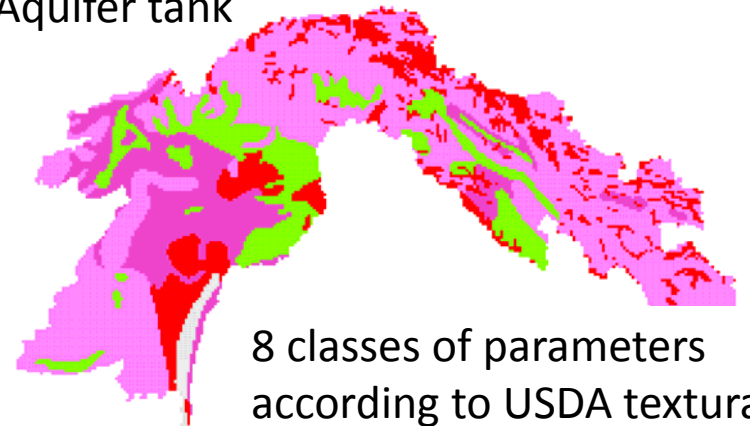 Aquifer tank
8 classes of parameters
according to USDA textura